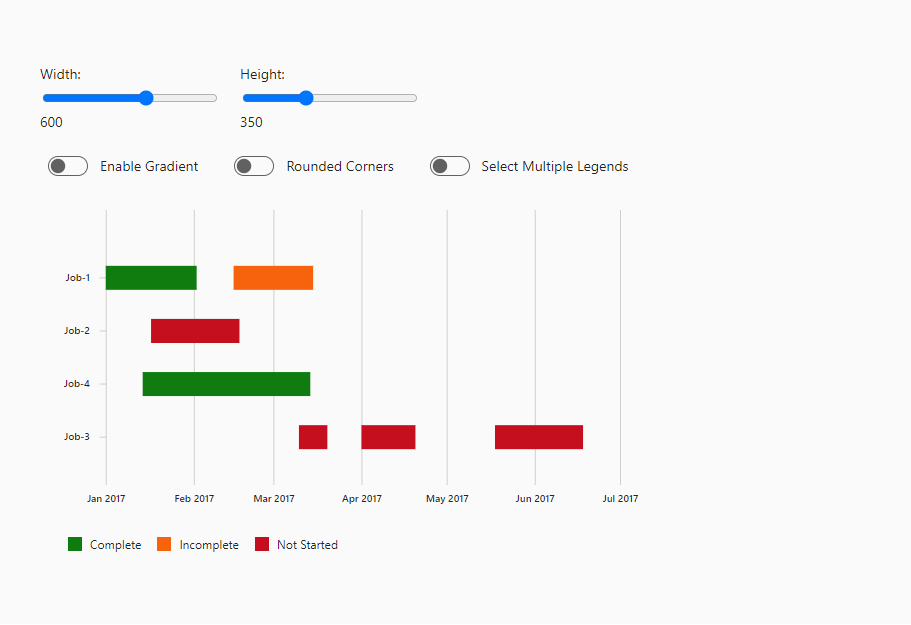 Width: Height:
600 350
Enable Gradient Rounded Corners Select Multiple Legends
Job-1
Job-2
Job-4
Job-3
Jan 2017 Feb 2017 Mar 2017 Apr 2017 May 2017 Jun 2017 Jul 2017
Complete Incomplete Not Started